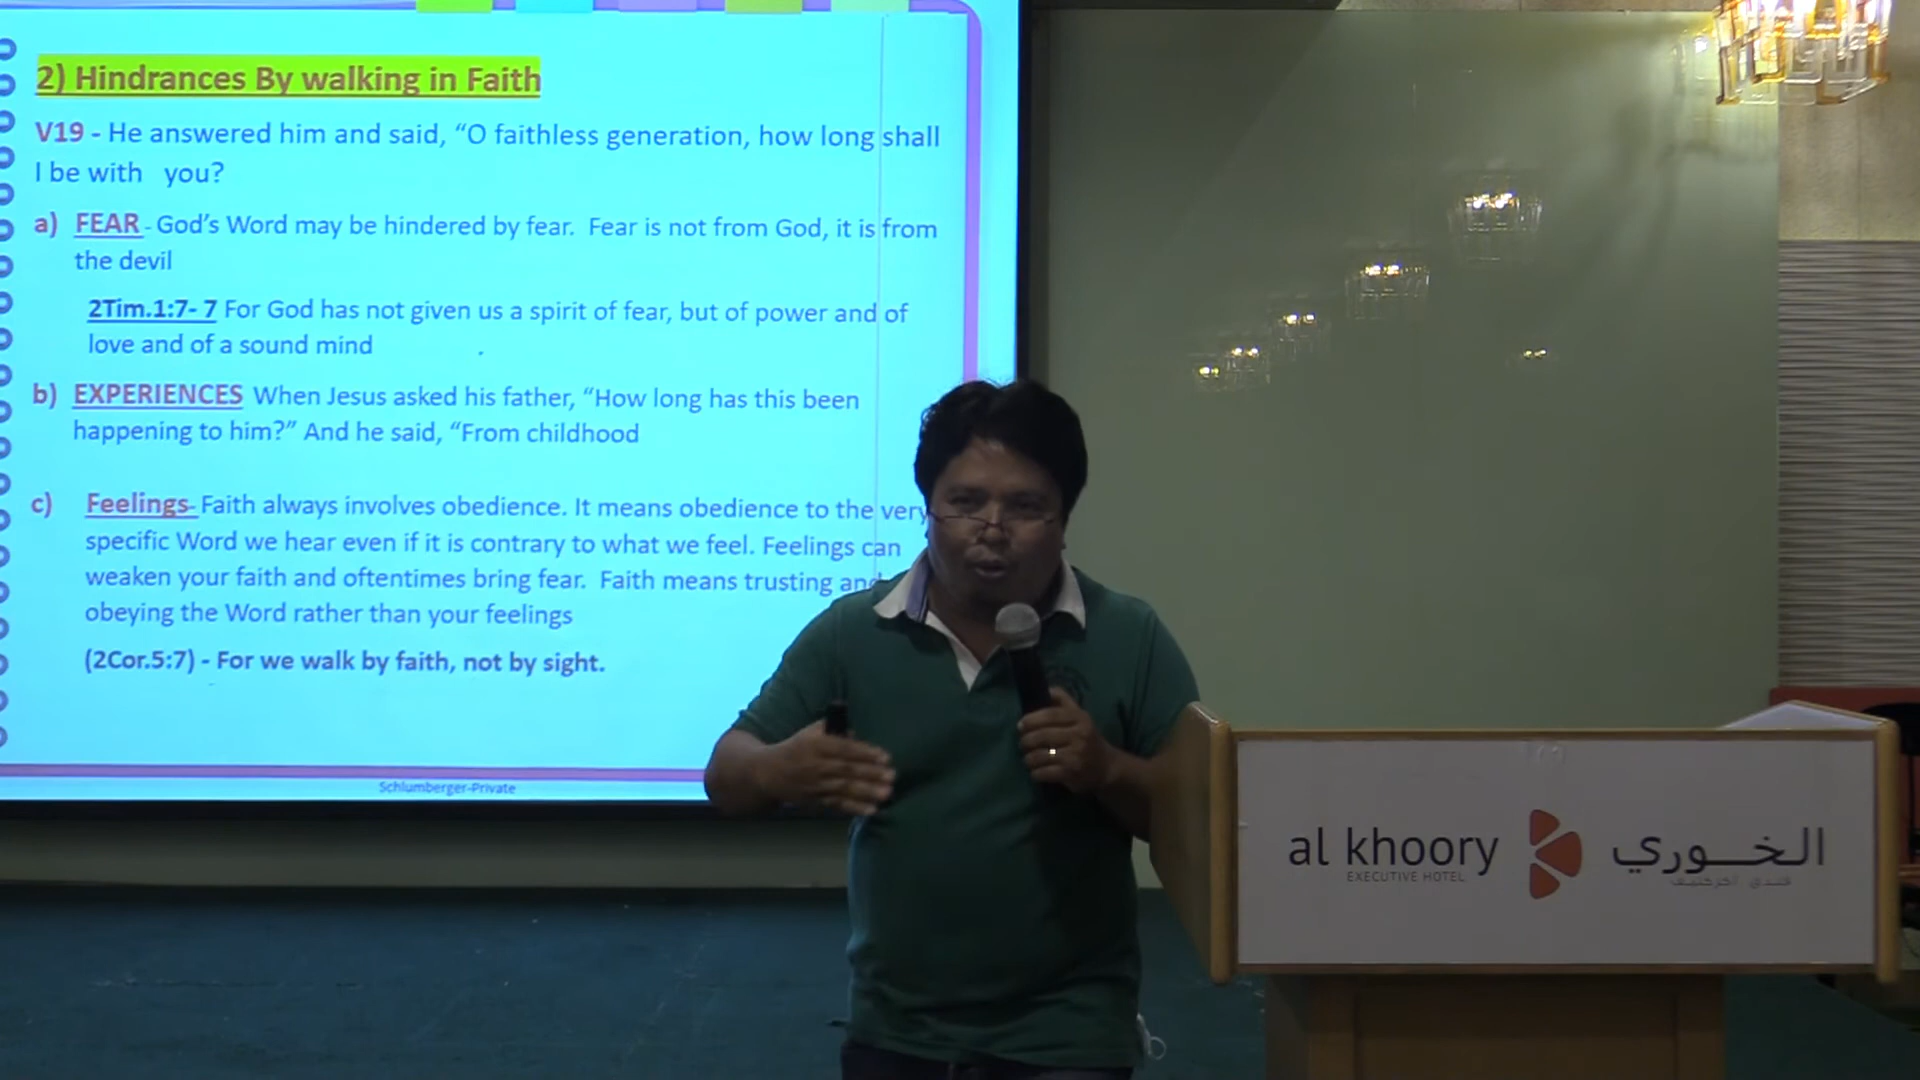 2) Hindrances By walking in Faith
V19 - He answered him and said, “O faithless generation, how long shall
I be with you?
a) FEAR - God’s Word may be hindered by fear. Fear is not from God, it is from
the devil
2Tim.1:7- 7 For God has not given us a spirit of fear, but of power and of
love and of a sound mind
b) EXPERIENCES When Jesus asked his father, “How long has this been
happening to him?” And he said, “From childhood
c) Feelings- Faith always involves obedience. It means obedience to the very
specific Word we hear even if it is contrary to what we feel. Feelings can
weaken your faith and oftentimes bring fear. Faith means trusting and
obeying the Word rather than your feelings
(2Cor.5:7) - For we walk by faith, not by sight.
Schlumberger-Private
al khoory
EXECUTIVE HOTEL
الخوري